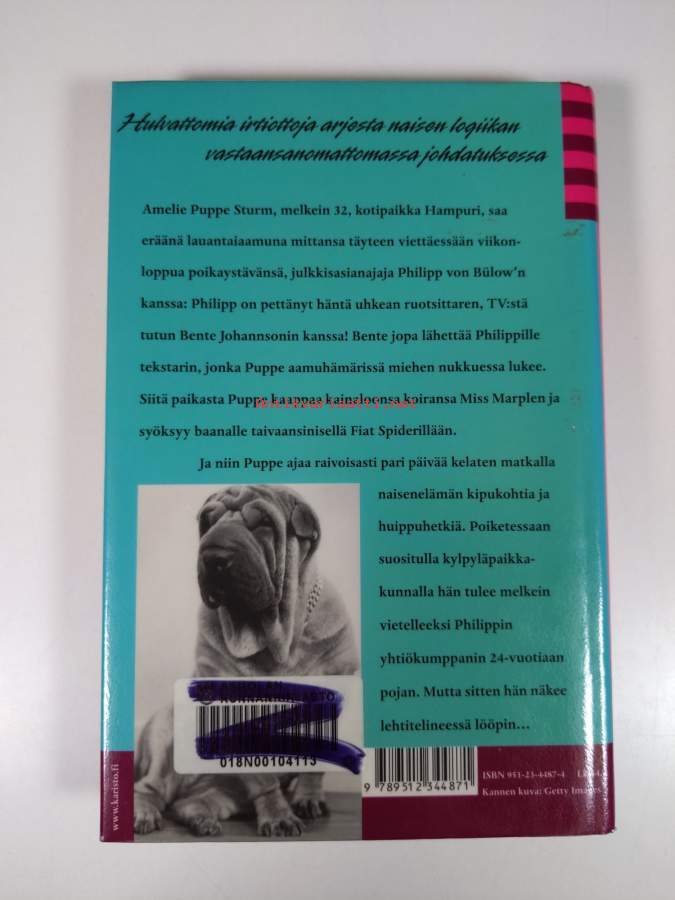 Hulvattomia irtiottoja arjesta naisen logiikan
vastaansanomattomassa johdatuksessa
Amelie Puppe Sturm, melkein 32, kotipaikka Hampuri, saa
eräänä lauantaiaamuna mittansa täyteen viettäessään viikon-
loppua poikaystävänsä, julkkisasianajaja Philipp von Bülow'n
kanssa: Philipp on pettänyt häntä uhkean ruotsittaren, TV:stä
tutun Bente Johannsonin kanssa! Bente jopa lähettää Philippille
tekstarin, jonka Puppe aamuhämärissä miehen nukkuessa lukee.
Siitä paikasta Puppe kaappaa kainaloonsa koiransa Miss Marplen ja
syöksyy baanalle taivaansinisellä Fiat Spiderillään.
Ja niin Puppe ajaa raivoisasti pari päivää kelaten matkalla
naisenelämän kipukohtia ja
huippuhetkiä. Poiketessaan
suositulla kylpyläpaikka-
kunnalla hän tulee melkein
vietelleeksi Philippin
yhtiökumppanin 24-vuotiaan
pojan. Mutta sitten hän näkee
lehtitelineessä lööpin...
018N00104113
9 789512 344871
ISBN 951-23-4487-4
Kannen kuva: Getty Images
www.karisto.fi